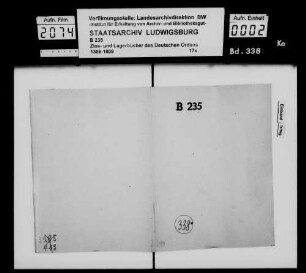 Aufn. Film
2074
Verfilmungsstelle: Landesarchivdirektion BW
Institut für Erhaltung von Archiv- und Bibliotheksgut
STAATSARCHIV LUDWIGSBURG
B 235
Zins- und Lagerbücher des Deutschen Ordens
Aufn. Einheit
0002
Bd. 338
B 235
338